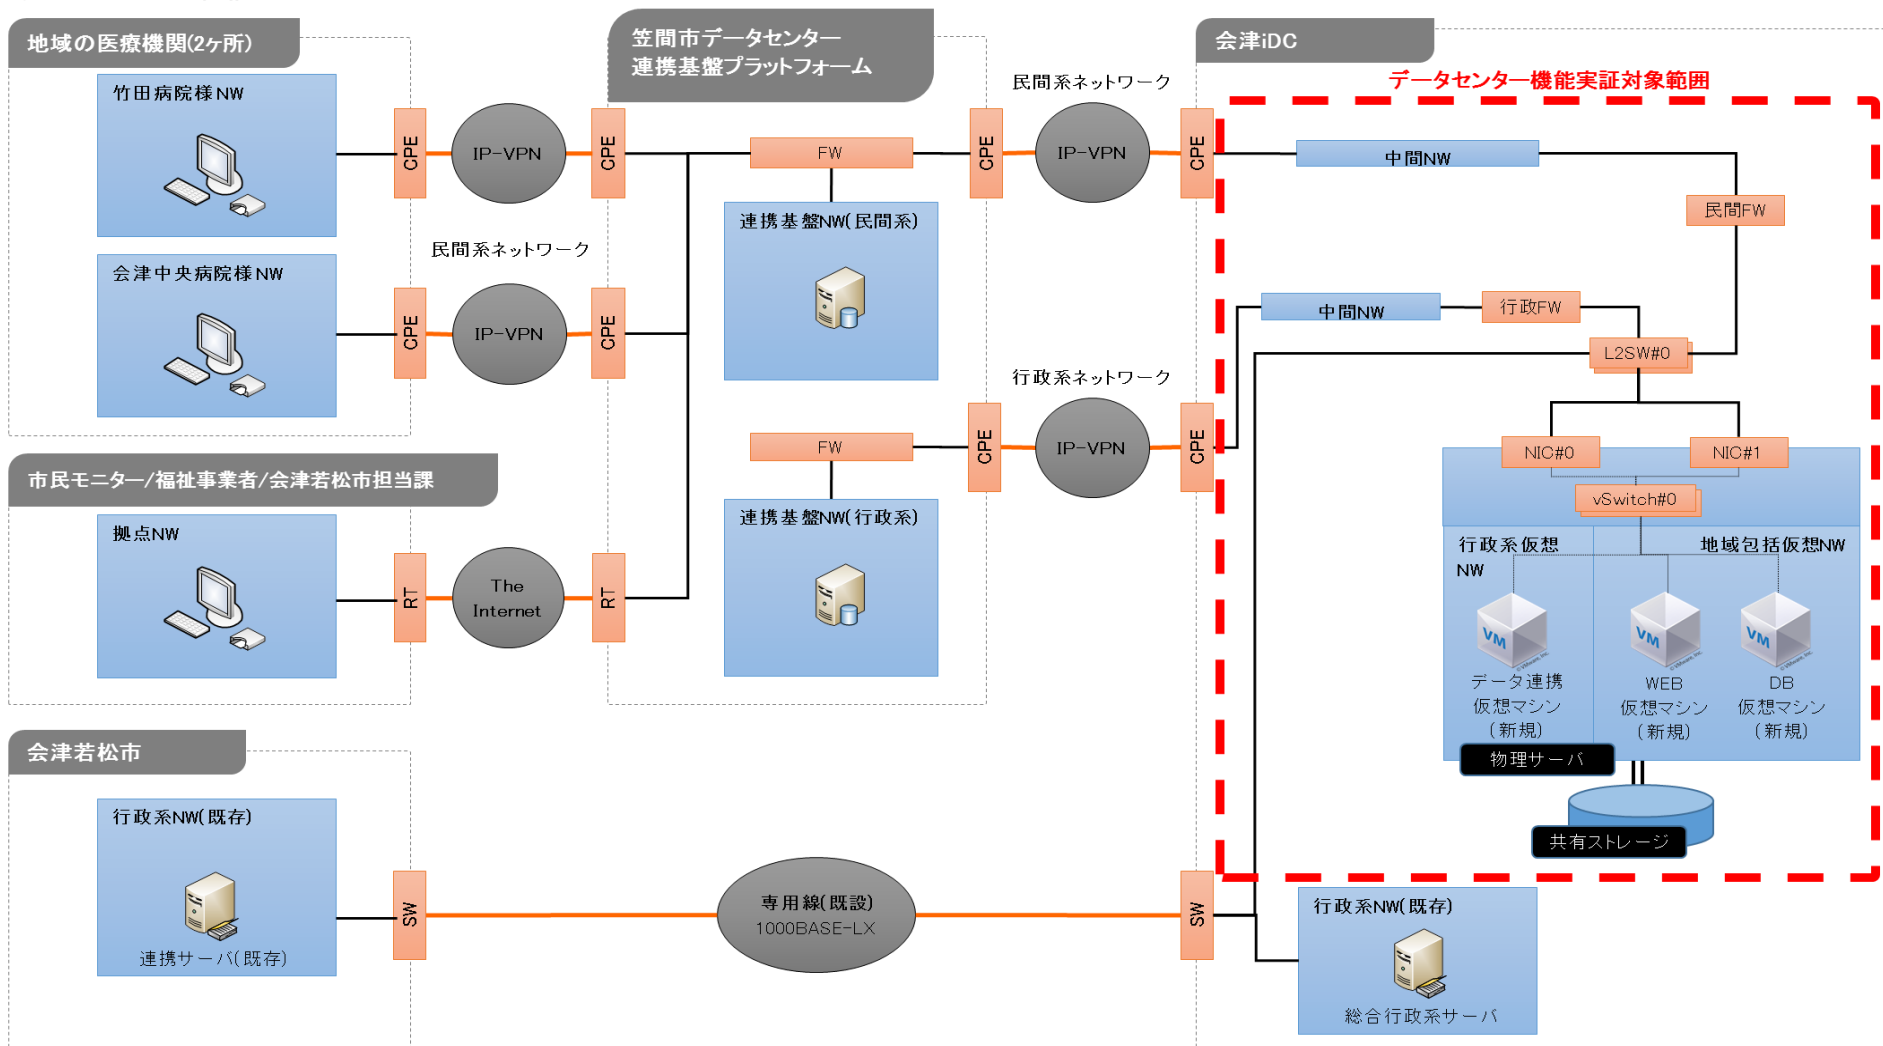 地域の医療機関(2ヶ所)
竹田病院様NW
CPE
IP-VPN
CPE
会津中央病院様NW
民間系ネットワーク
CPE
IP-VPN
CPE
市民モニター/福祉事業者/会津若松市担当課
拠点NW
RT
The
Internet
RT
会津若松市
行政系NW(既存)
連携サーバ(既存)
SW
専用線(既設)
1000BASE-LX
SW
笠間市データセンター
連携基盤プラットフォーム
FW
連携基盤NW(民間系)
CPE
民間系ネットワーク
IP-VPN
CPE
FW
連携基盤NW(行政系)
CPE
行政系ネットワーク
IP-VPN
CPE
会津iDC
データセンター機能実証対象範囲
中間NW
民間FW
中間NW
行政FW
L2SW#0
NIC#0
NIC#1
vSwitch#0
行政系仮想
NW
地域包括仮想NW
VM
© VMware, Inc.
データ連携
仮想マシン
(新規)
VM
© VMware, Inc.
WEB
仮想マシン
(新規)
VM
© VMware, Inc.
DB
仮想マシン
(新規)
物理サーバ
共有ストレージ
行政系NW(既存)
総合行政系サーバ